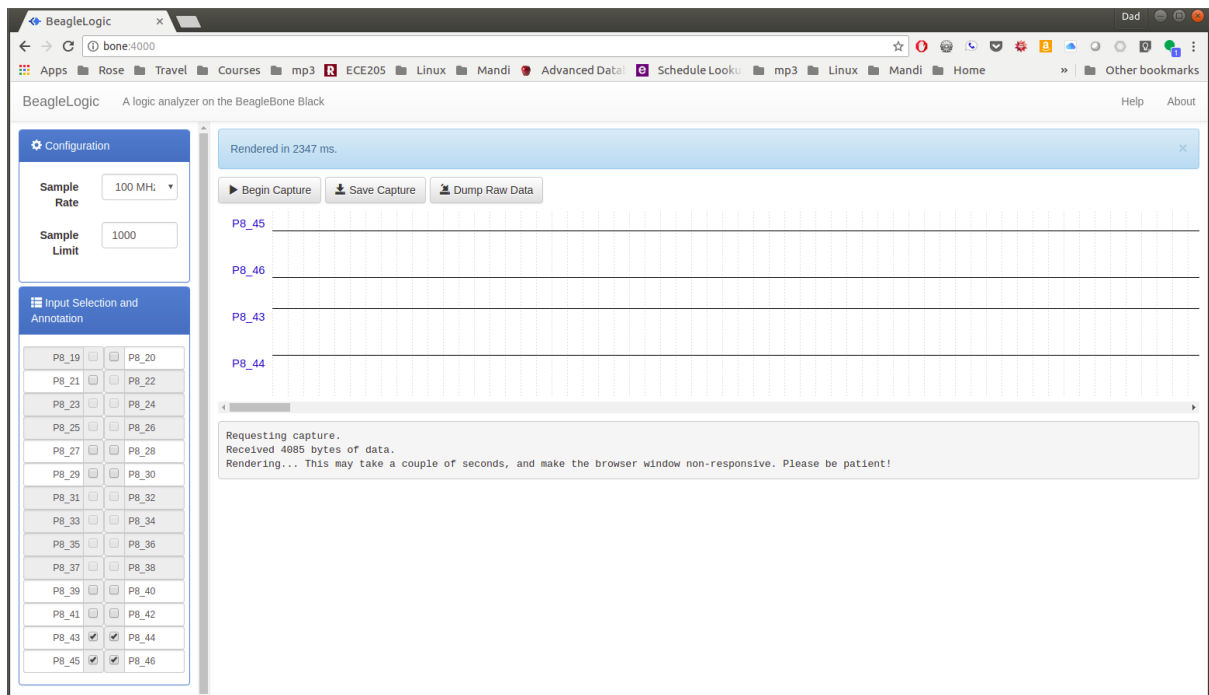 BeagleLogic
Dad
bone:4000
Apps Rose Travel Courses mp3 R ECE205 Linux Mandi Advanced Data e Schedule Looku mp3 Linux Mandi Home » Other bookmarks
BeagleLogic A logic analyzer on the BeagleBone Black Help About
Configuration
Sample Rate
100 MH
Sample Limit
1000
Rendered in 2347 ms. ×
Begin Capture Save Capture Dump Raw Data
P8_45
P8_46
P8_43
P8_44
Input Selection and
Annotation
P8_19 P8_20
P8_21 P8_22
P8_23 P8_24
P8_25 P8_26
P8_27 P8_28
P8_29 P8_30
P8_31 P8_32
P8_33 P8_34
P8_35 P8_36
P8_37 P8_38
P8_39 P8_40
P8_41 P8_42
P8_43 P8_44
P8_45 P8_46
Requesting capture.
Received 4085 bytes of data.
Rendering... This may take a couple of seconds, and make the browser window non-responsive. Please be patient!